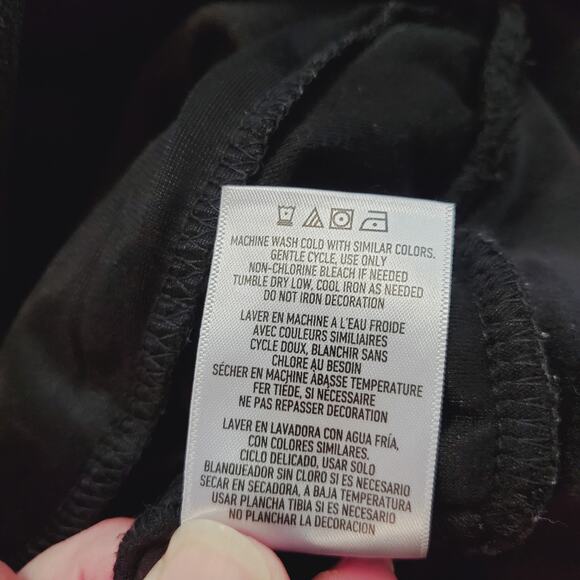 MACHINE WASH COLD WITH SIMILAR COLORS.
GENTLE CYCLE, USE ONLY
NON-CHLORINE BLEACH IF NEEDED
TUMBLE DRY LOW, COOL IRON AS NEEDED
DO NOT IRON DECORATION
LAVER EN MACHINE A L'EAU FROIDE
AVEC COULEURS SIMILIAIRES
CYCLE DOUX, BLANCHIR SANS
CHLORÉ AU BESOIN
SÉCHER EN MACHINE ÀBASSE TEMPERATURE
FER TIÉDE, SI NÉCESSAIRE
NE PAS REPASSER DECORATION
LAVER EN LAVADORA CON AGUA FRÍA,
CON COLORES SIMILARES,
CICLO DELICADO, USAR SOLO
BLANQUEADOR SIN CLORO SI ES NECESARIO
SECAR EN SECADORA, A BAJA TEMPERATURA
USAR PLANCHA TIBIA SI ES NECESARIO
NO PLANCHAR LA DECORACION